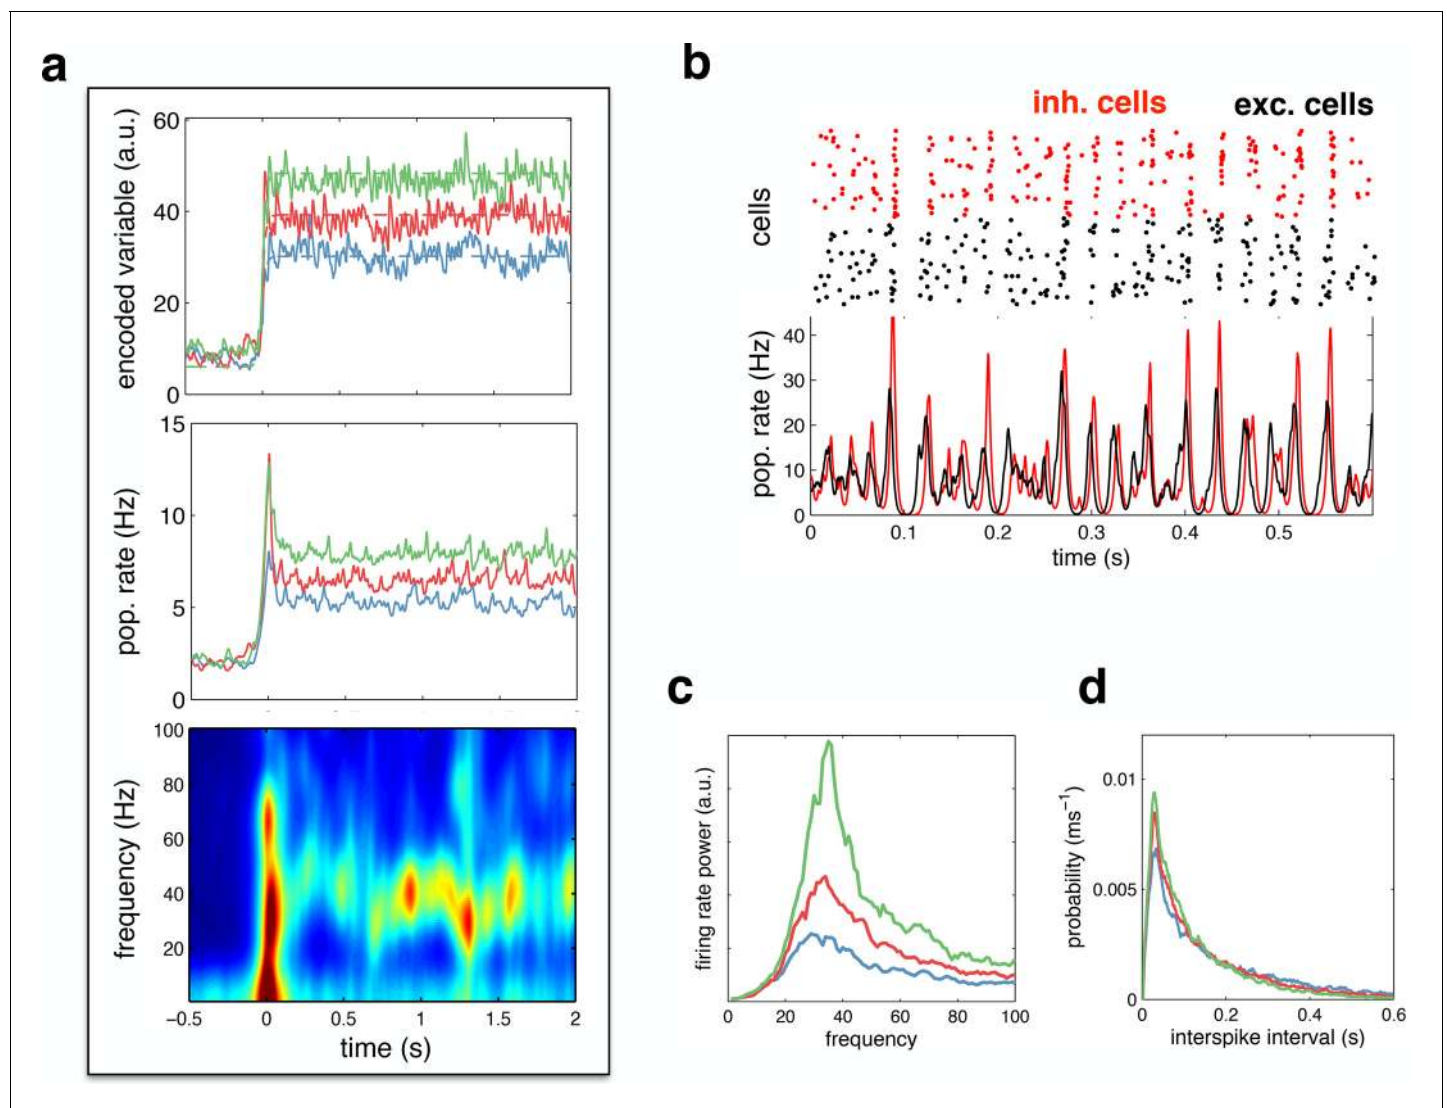 a
60
40
20
0
encoded variable (a.u.)
15
10
5
0
pop. rate (Hz)
100
80
60
40
20
frequency (Hz)
−0.5 0 0.5 1 1.5 2
time (s)
b
inh. cells exc. cells
cells
40
30
20
10
0
pop. rate (Hz)
0 0.1 0.2 0.3 0.4 0.5
time (s)
c
firing rate power (a.u.)
0 20 40 60 80 100
frequency
d
0.01
0.005
0
probability (ms⁻¹)
0 0.2 0.4 0.6
interspike interval (s)